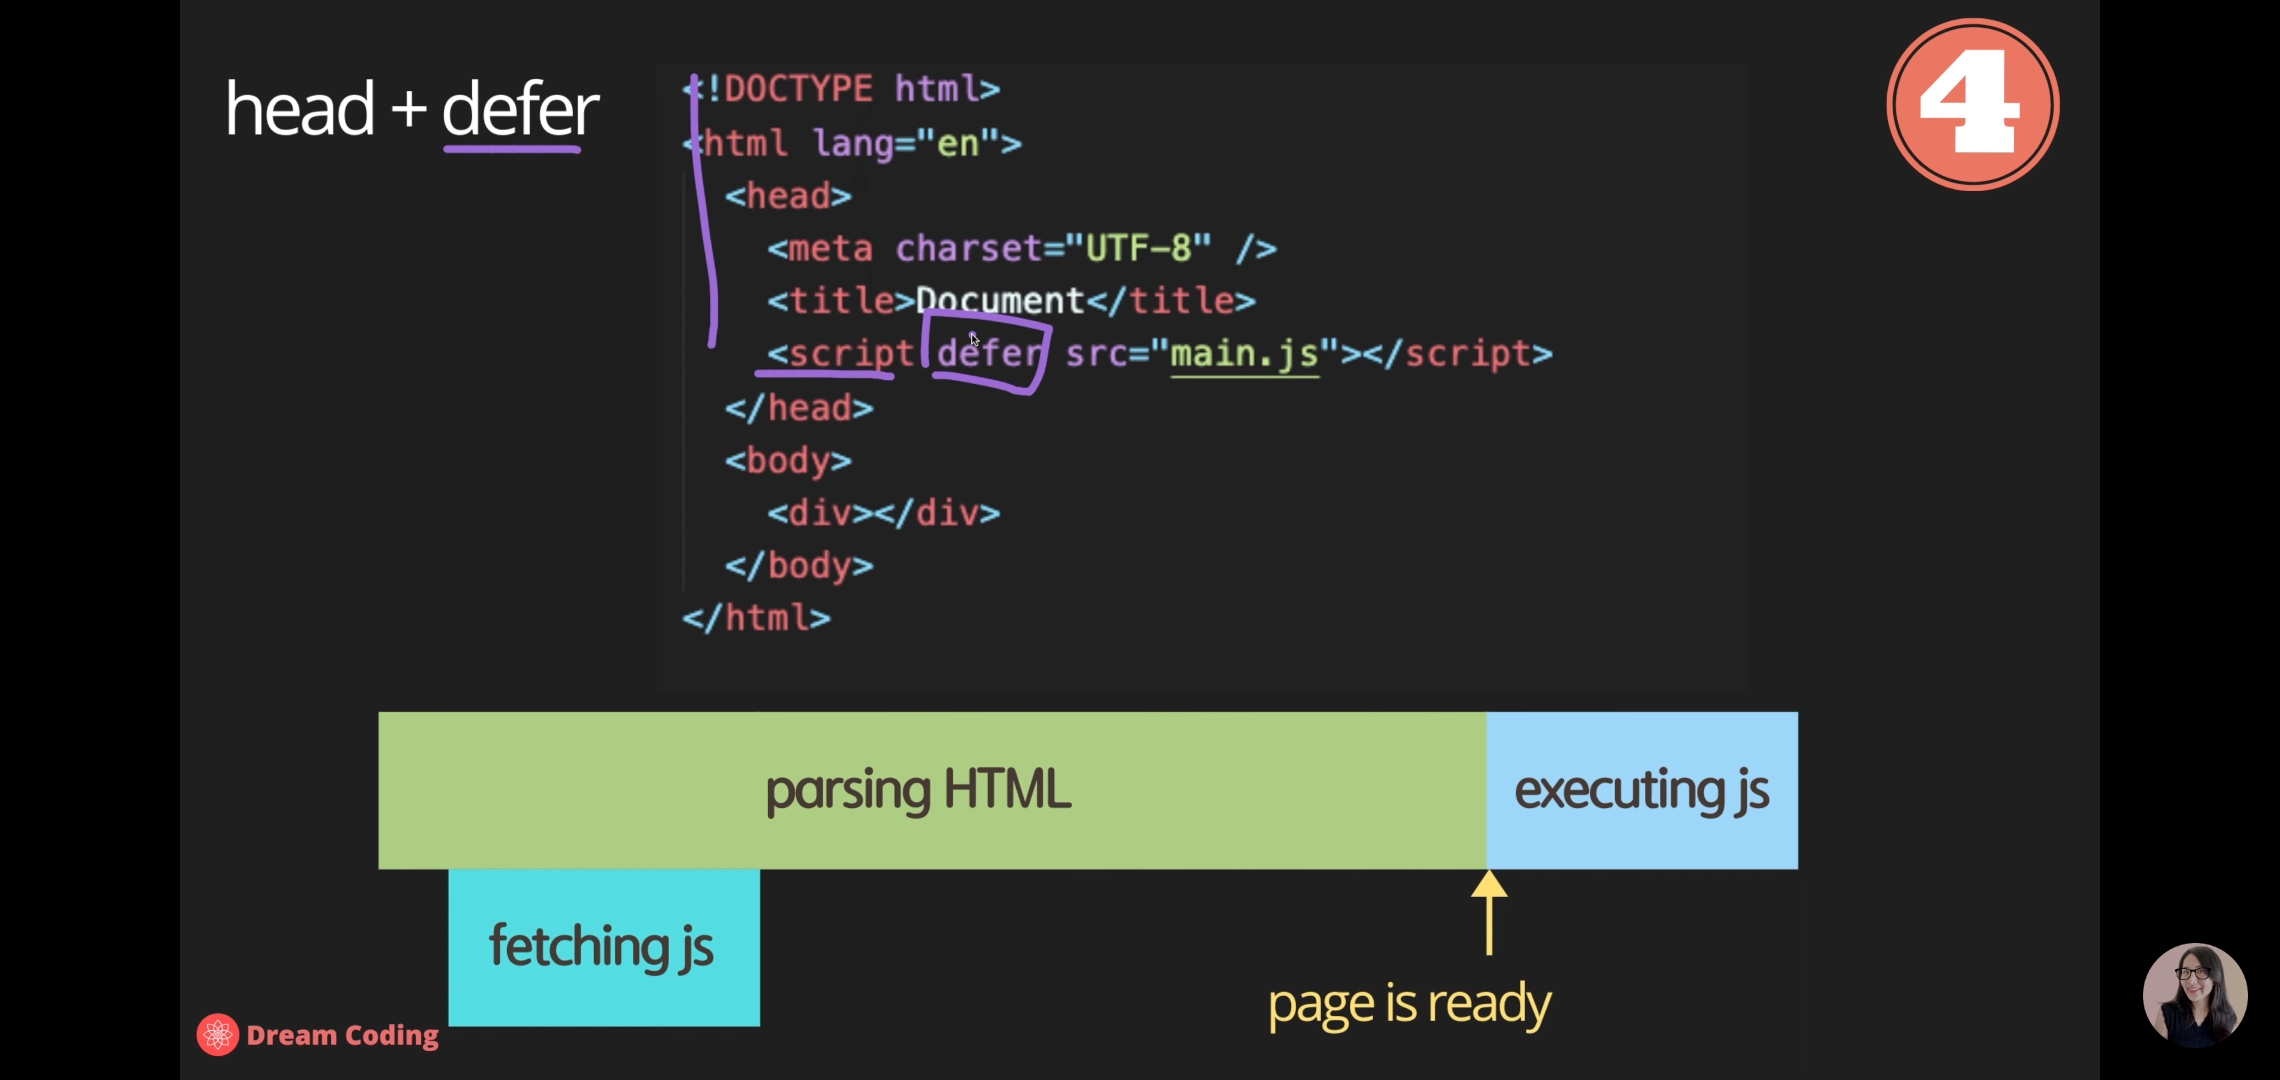 head + defer
4
<!DOCTYPE html>
<html lang="en">
<head>
<meta charset="UTF-8" />
<title>Document</title>
<script defer src="main.js"></script>
</head>
<body>
<div></div>
</body>
</html>
parsing HTML
executing js
fetching js
page is ready
Dream Coding